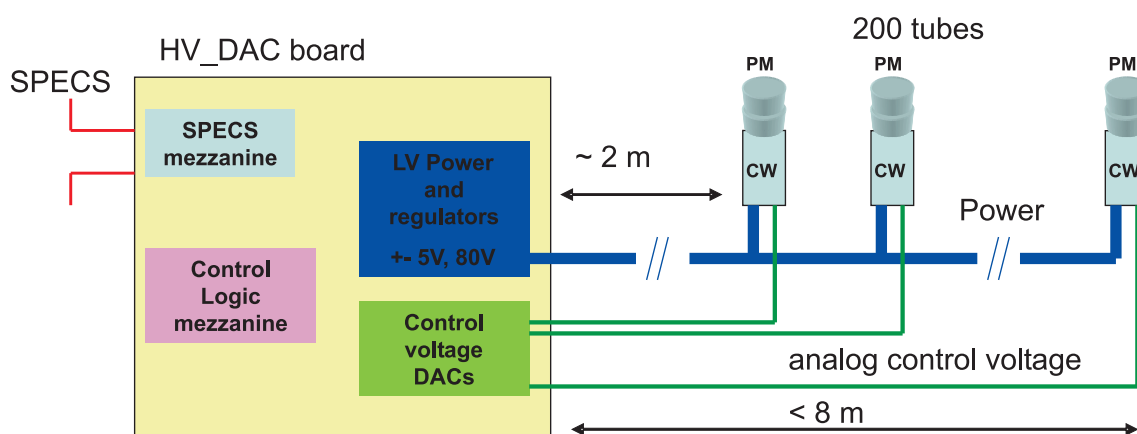 200 tubes
HV_DAC board
PM
PM
PM
SPECS
SPECS
mezzanine
LV Power
and
regulators
+- 5V, 80V
~ 2 m
CW
CW
CW
Power
Control
Logic
mezzanine
Control
voltage
DACs
analog control voltage
< 8 m